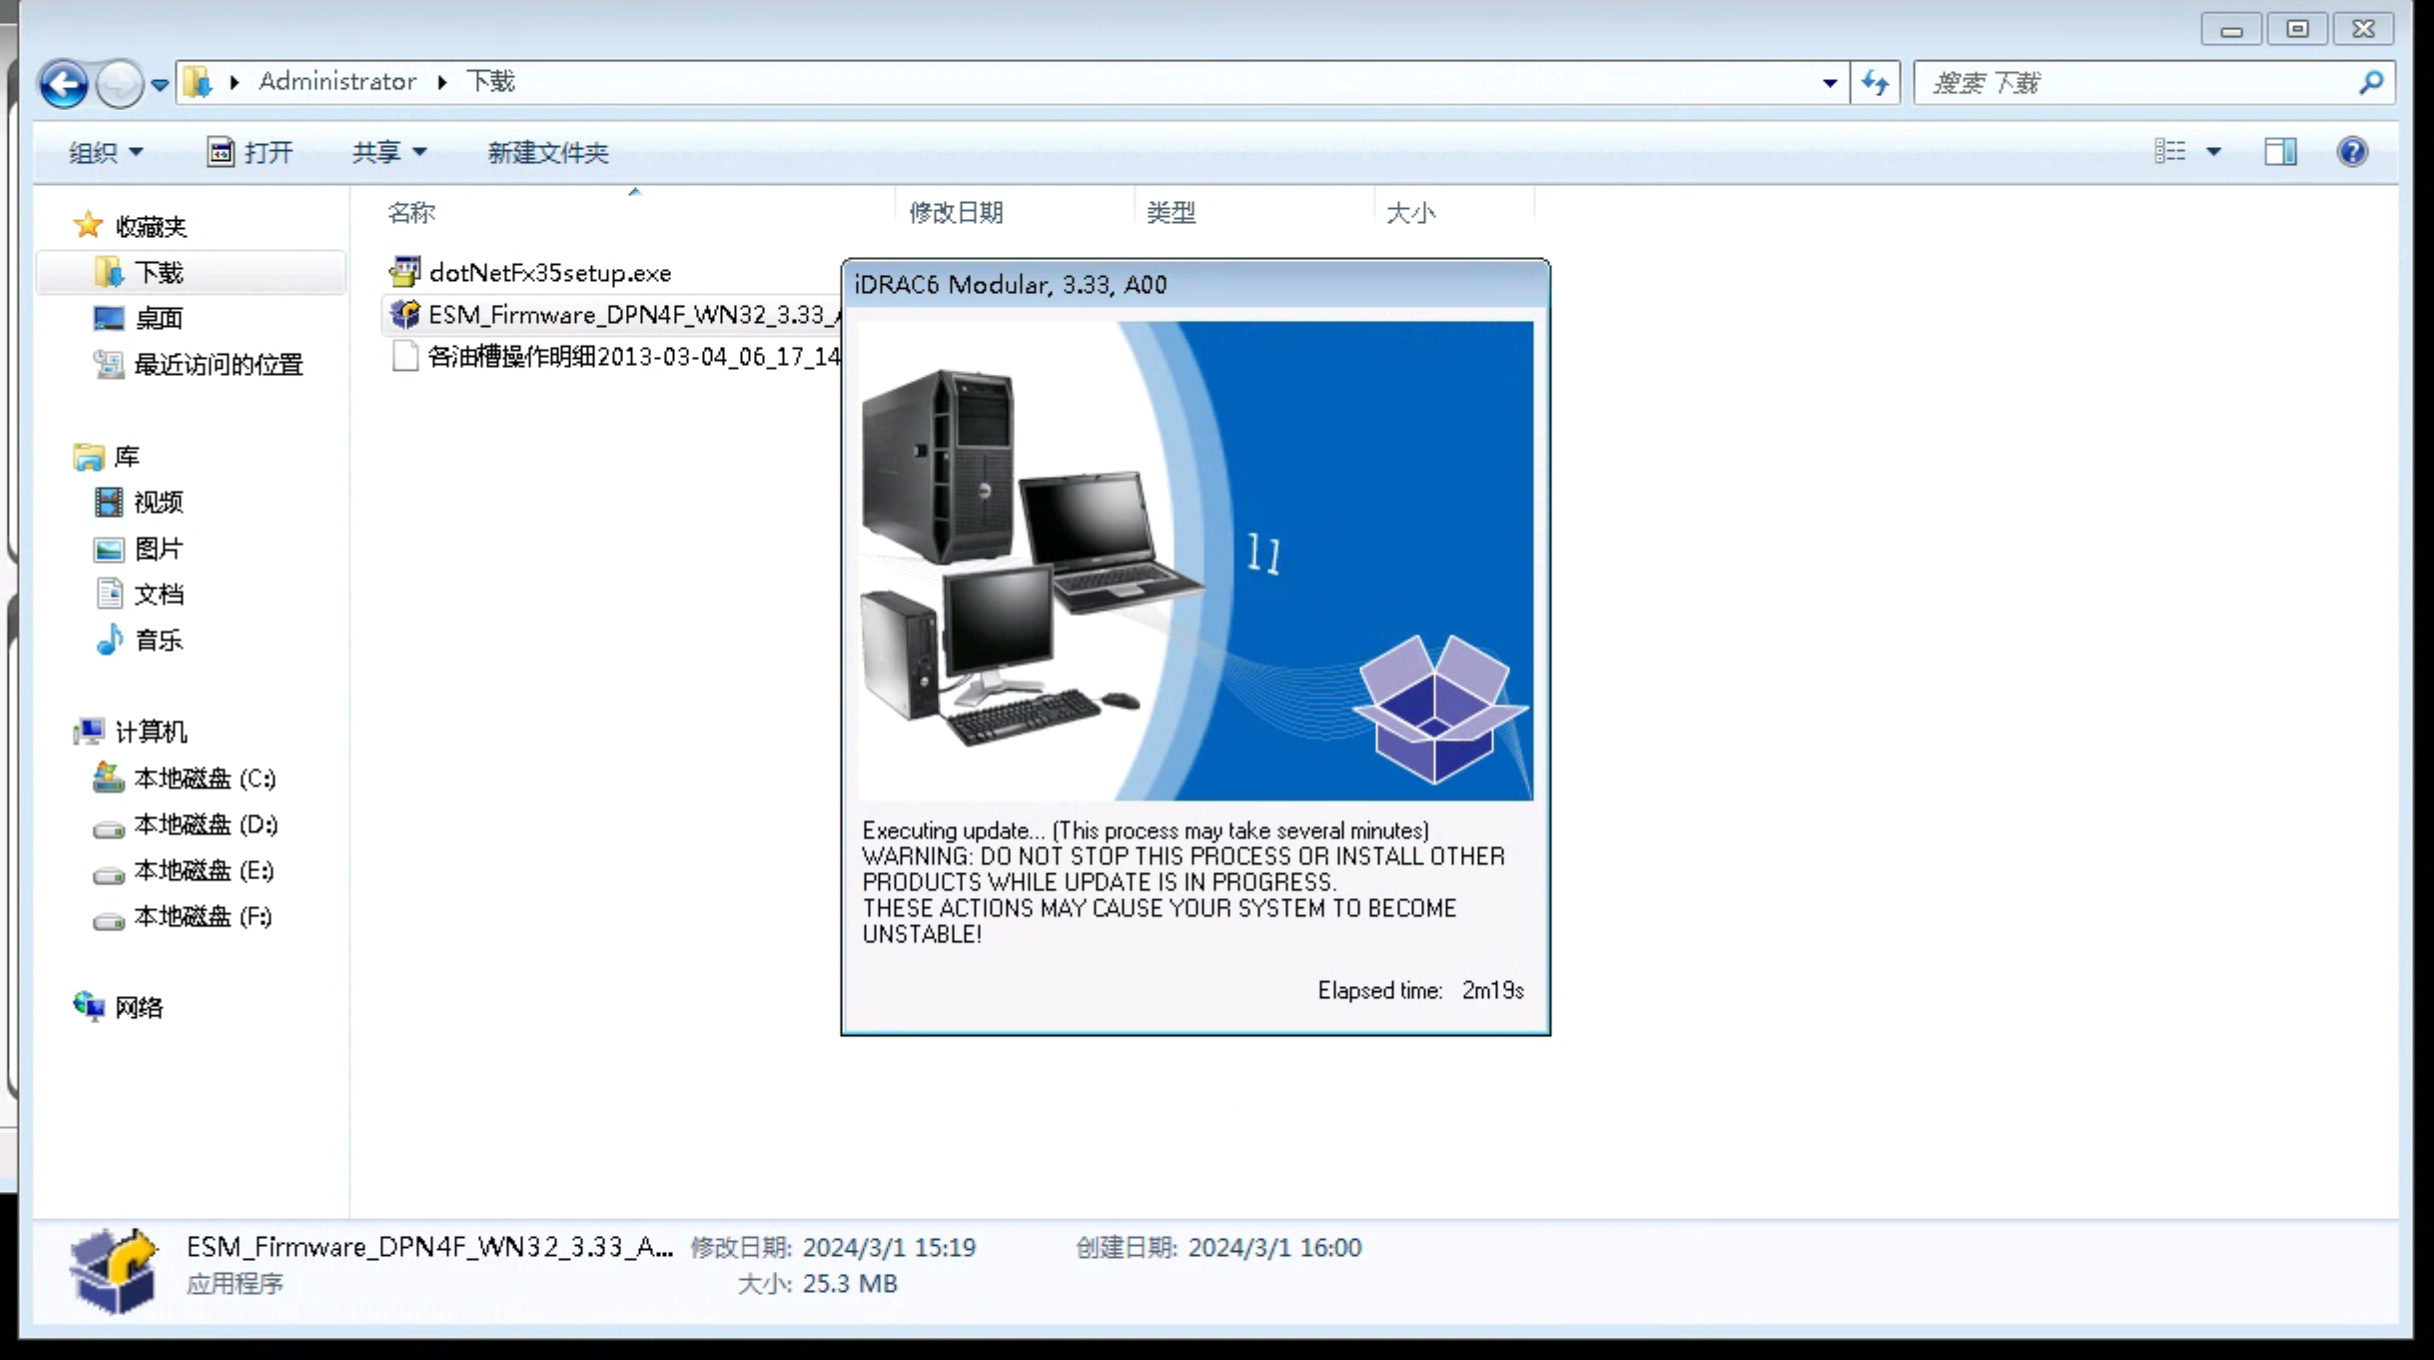 Administrator
下载
搜索 下载
组织
打开
共享
新建文件夹
名称
修改日期
类型
大小
收藏夹
下载
桌面
最近访问的位置
库
视频
图片
文档
音乐
计算机
本地磁盘 (C:)
本地磁盘 (D:)
本地磁盘 (E:)
本地磁盘 (F:)
网络
dotNetFx35setup.exe
ESM_Firmware_DPN4F_WN32_3.33_
各油槽操作明细2013-03-04_06_17_14
iDRAC6 Modular, 3.33, A00
Executing update... (This process may take several minutes)
WARNING: DO NOT STOP THIS PROCESS OR INSTALL OTHER
PRODUCTS WHILE UPDATE IS IN PROGRESS.
THESE ACTIONS MAY CAUSE YOUR SYSTEM TO BECOME
UNSTABLE!
Elapsed time: 2m19s
ESM_Firmware_DPN4F_WN32_3.33_A... 修改日期: 2024/3/1 15:19 创建日期: 2024/3/1 16:00
应用程序 大小: 25.3 MB